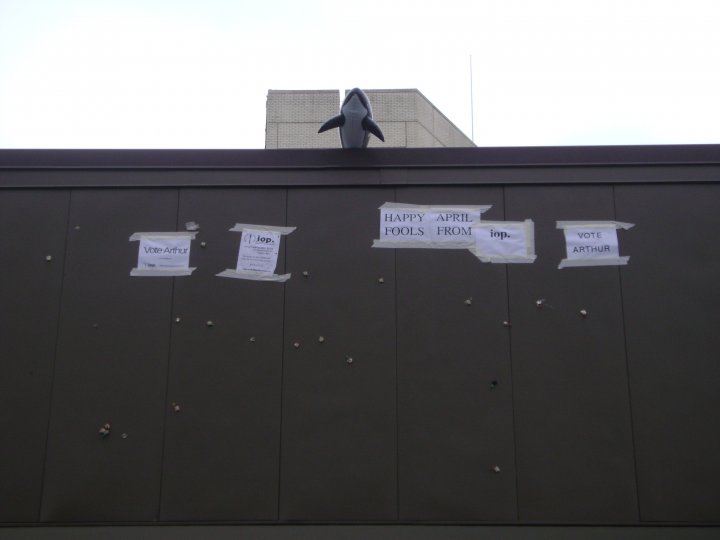 Vote Arthur
iop.
HAPPY APRIL
FOOLS FROM iop.
VOTE
ARTHUR